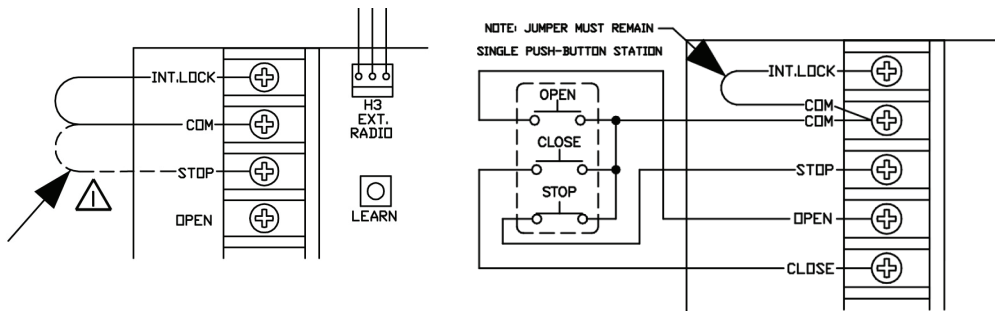 INT.LOCK
COM
STOP
OPEN
H3
EXT.
RADIO
LEARN
NOTE: JUMPER MUST REMAIN
SINGLE PUSH-BUTTON STATION
OPEN
CLOSE
STOP
INT.LOCK
COM
COM
STOP
OPEN
CLOSE